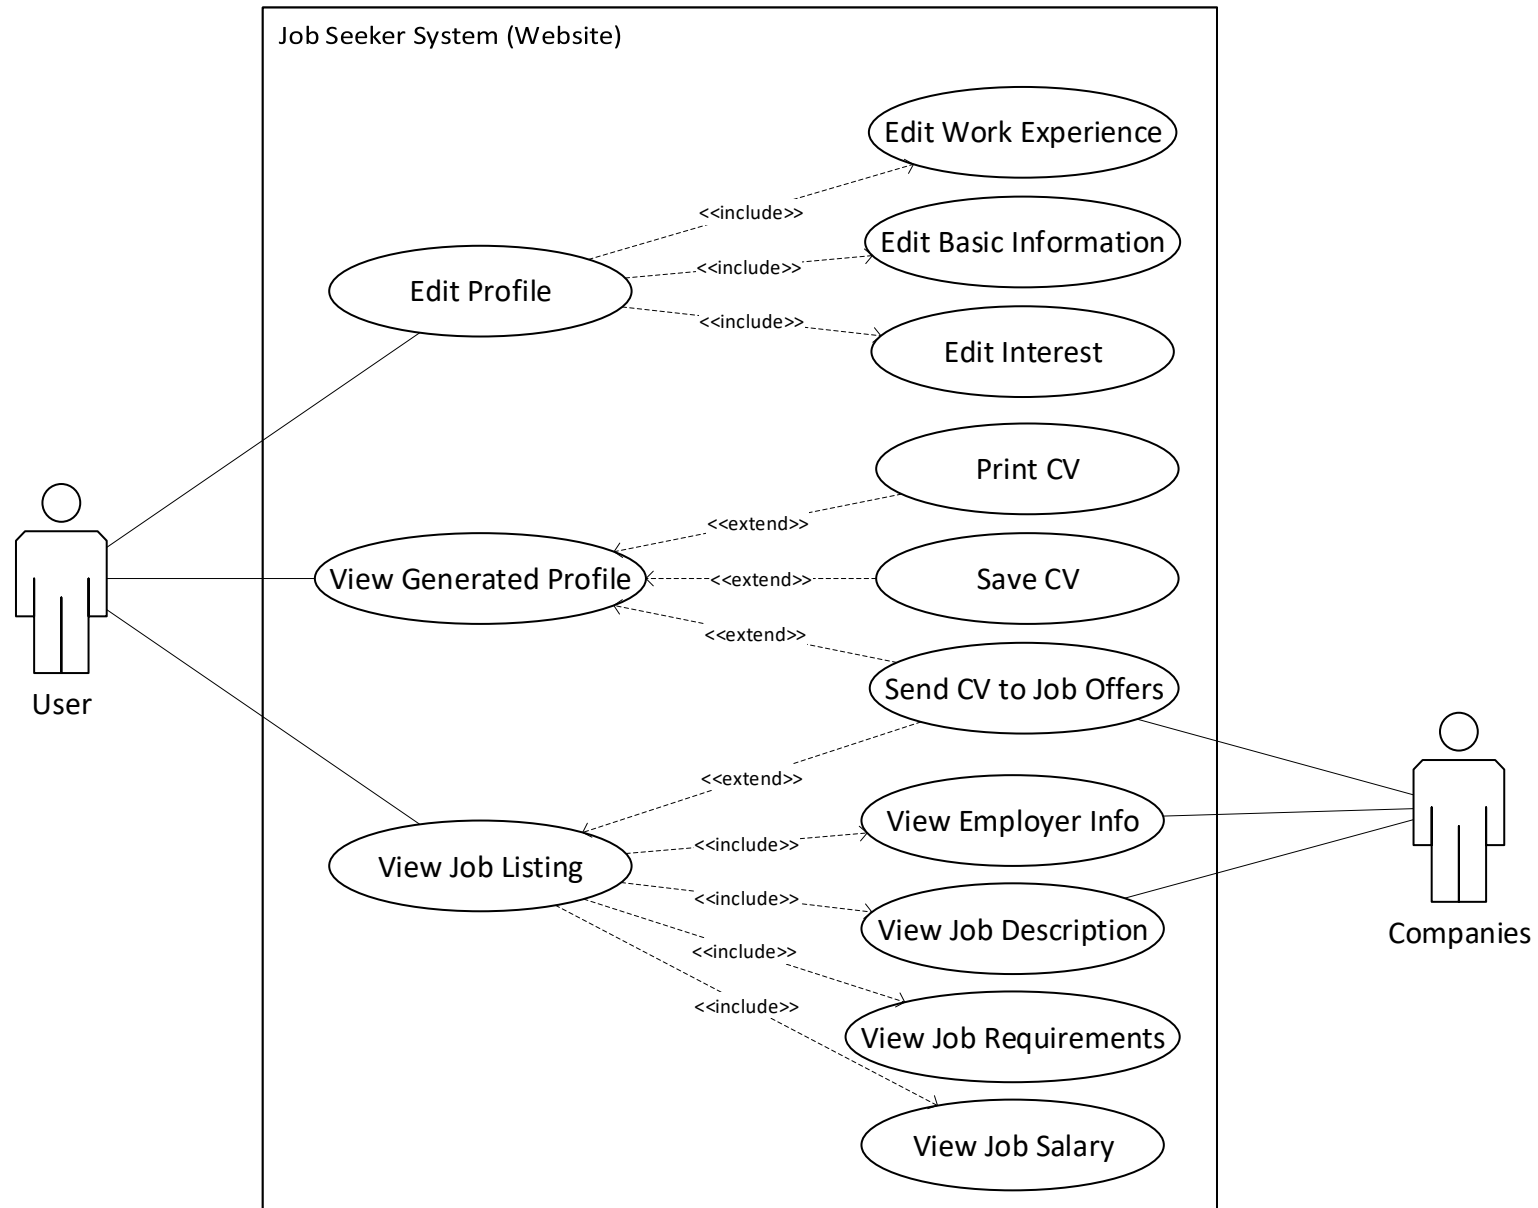 Job Seeker System (Website)
Edit Work Experience
<<include>>
Edit Basic Information
<<include>>
Edit Profile
<<include>>
Edit Interest
Print CV
<<extend>>
View Generated Profile
<<extend>>
Save CV
<<extend>>
Send CV to Job Offers
User
<<extend>>
View Employer Info
<<include>>
View Job Listing
<<include>>
View Job Description
Companies
<<include>>
<<include>>
View Job Requirements
View Job Salary